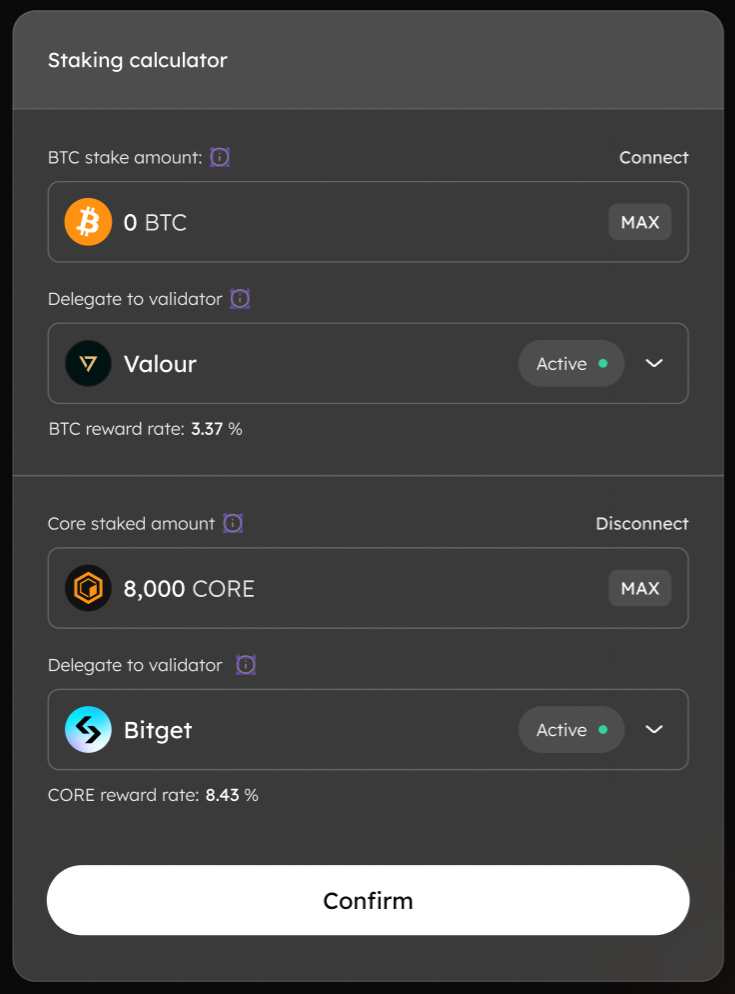 Staking calculator
BTC stake amount: Connect
0 BTC MAX
Delegate to validator
Valour Active
BTC reward rate: 3.37 %
Core staked amount Disconnect
8,000 CORE MAX
Delegate to validator
Bitget Active
CORE reward rate: 8.43 %
Confirm